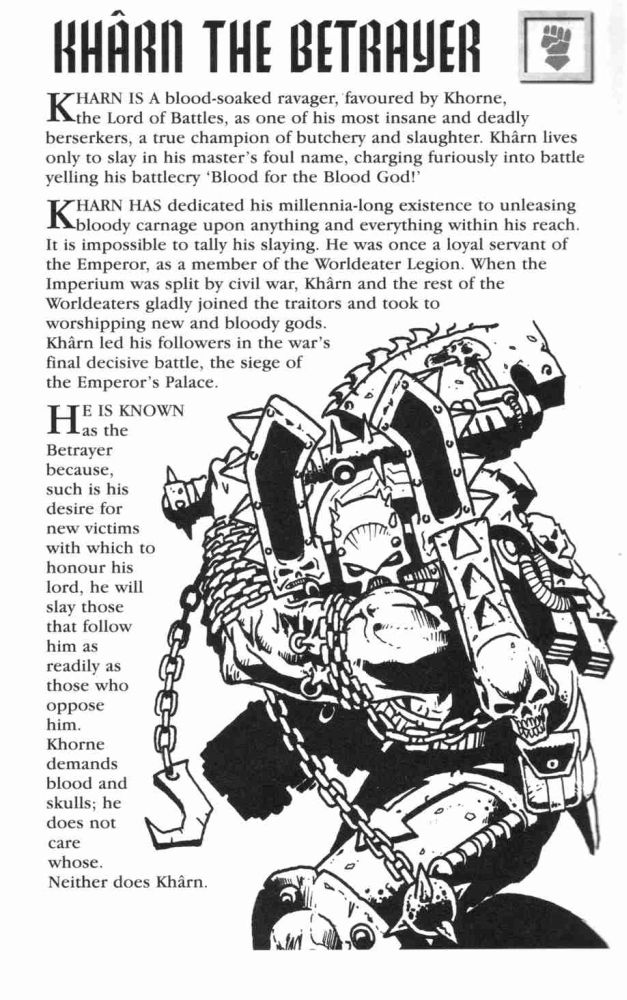 KHÂRN THE BETRAYER
KHARN IS A blood-soaked ravager, favoured by Khorne,
the Lord of Battles, as one of his most insane and deadly
berserkers, a true champion of butchery and slaughter. Khârn lives
only to slay in his master's foul name, charging furiously into battle
yelling his battlecry 'Blood for the Blood God!'
KHARN HAS dedicated his millennia-long existence to unleasing
bloody carnage upon anything and everything within his reach.
It is impossible to tally his slaying. He was once a loyal servant of
the Emperor, as a member of the Worldeater Legion. When the
Imperium was split by civil war, Khârn and the rest of the
Worldeaters gladly joined the traitors and took to
worshipping new and bloody gods.
Khârn led his followers in the war's
final decisive battle, the siege of
the Emperor's Palace.
HE IS KNOWN
as the
Betrayer
because,
such is his
desire for
new victims
with which to
honour his
lord, he will
slay those
that follow
him as
readily as
those who
oppose
him.
Khorne
demands
blood and
skulls; he
does not
care
whose.
Neither does Khârn.